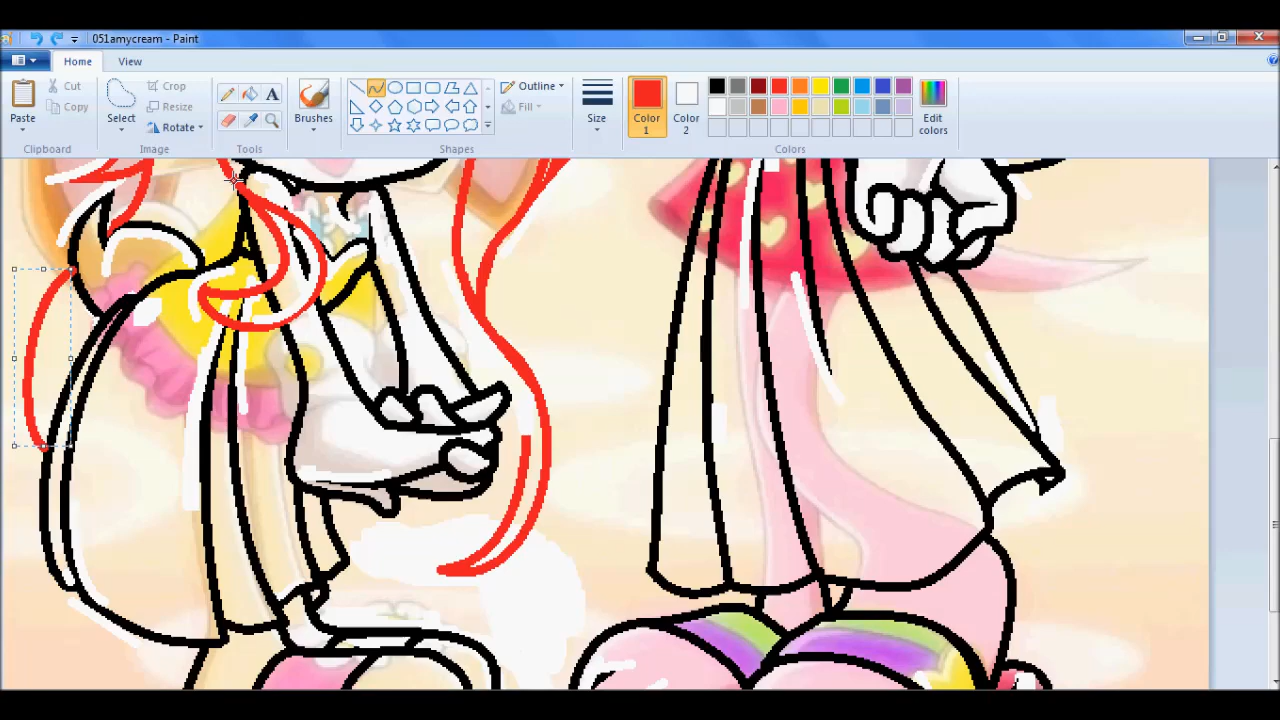 051amycream - Paint
Home View
Paste
Cut
Copy
Clipboard
Select
Crop
Resize
Rotate
Image
A
Tools
Brushes
Outline
Fill
Shapes
Size
Color 1
Color 2
Edit colors
Colors